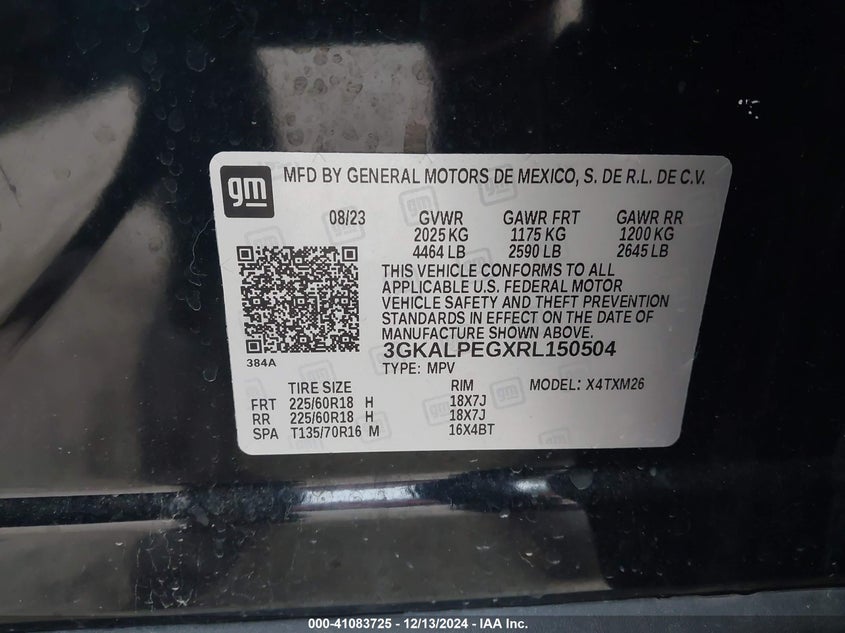 gm MFD BY GENERAL MOTORS DE MEXICO, S. DE R.L. DE C.V.
08/23 GVWR GAWR FRT GAWR RR
2025 KG 1175 KG 1200 KG
4464 LB 2590 LB 2645 LB
THIS VEHICLE CONFORMS TO ALL
APPLICABLE U.S. FEDERAL MOTOR
VEHICLE SAFETY AND THEFT PREVENTION
STANDARDS IN EFFECT ON THE DATE OF
MANUFACTURE SHOWN ABOVE.
3GKALPEGXRL150504
384A
TYPE: MPV
TIRE SIZE RIM MODEL: X4TXM26
FRT 225/60R18 H 18X7J
RR 225/60R18 H 18X7J
SPA T135/70R16 M 16X4BT
000-41083725 - 12/13/2024 - IAA Inc.